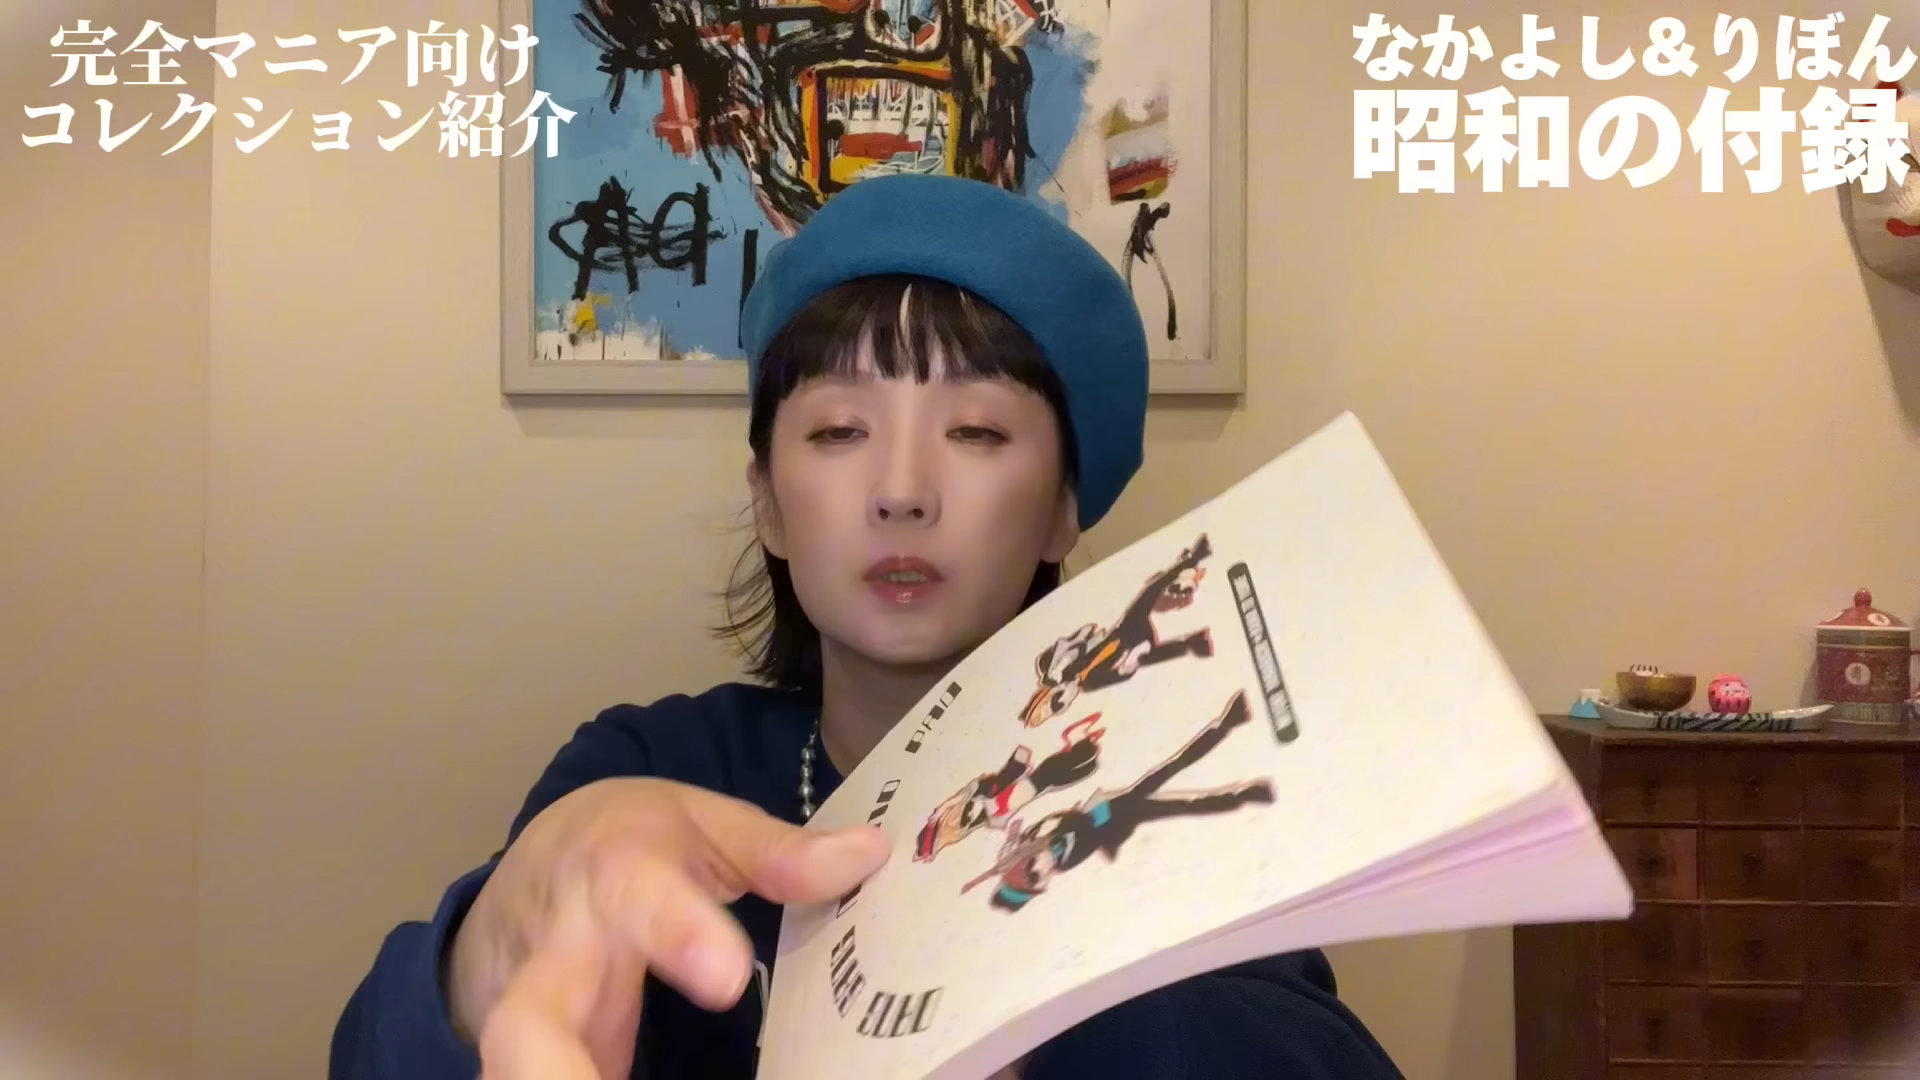 完全マニア向け
コレクション紹介
なかよし&りぼん
昭和の付録